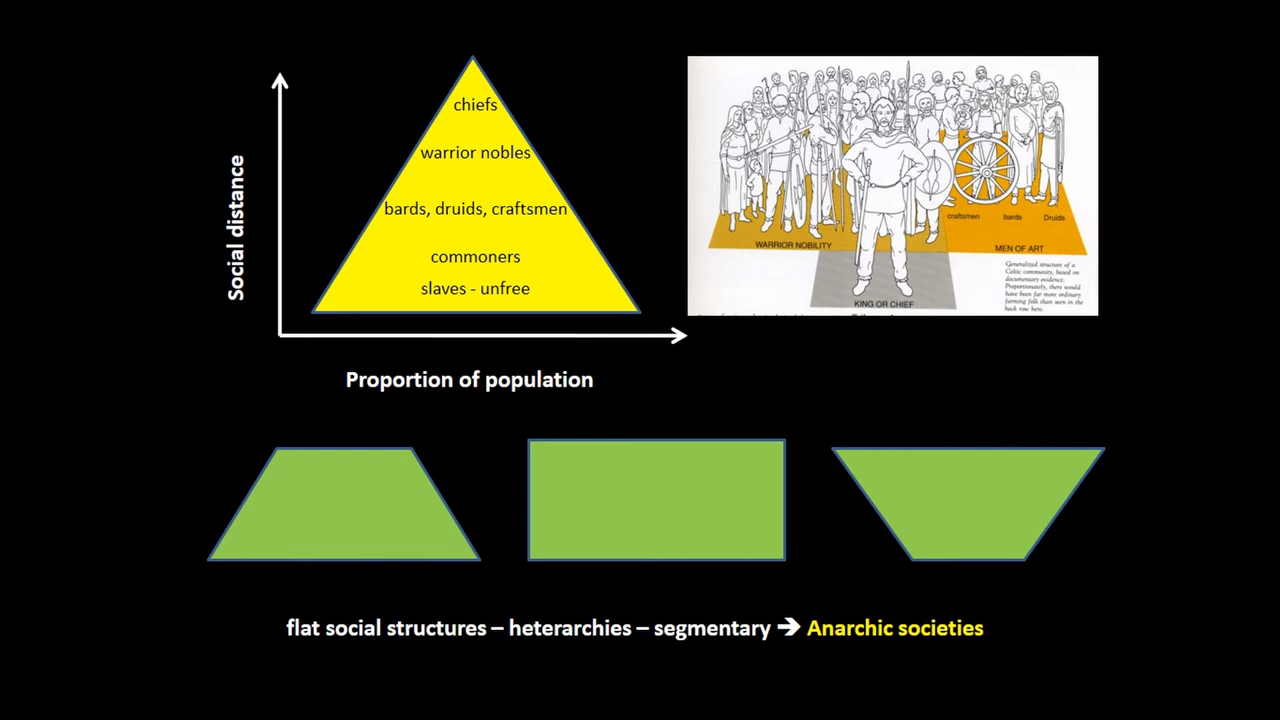 chiefs
warrior nobles
bards, druids, craftsmen
commoners
slaves - unfree
Social distance
Proportion of population
craftsmen bards Druids
WARRIOR NOBILITY
MEN OF ART
KING OR CHIEF
Generalized structure of a
Celtic community, based on
documentary evidence.
Proportionately, there would
have been far more ordinary
farming folk than seen in the
back row here.
flat social structures – heterarchies – segmentary ➔ Anarchic societies